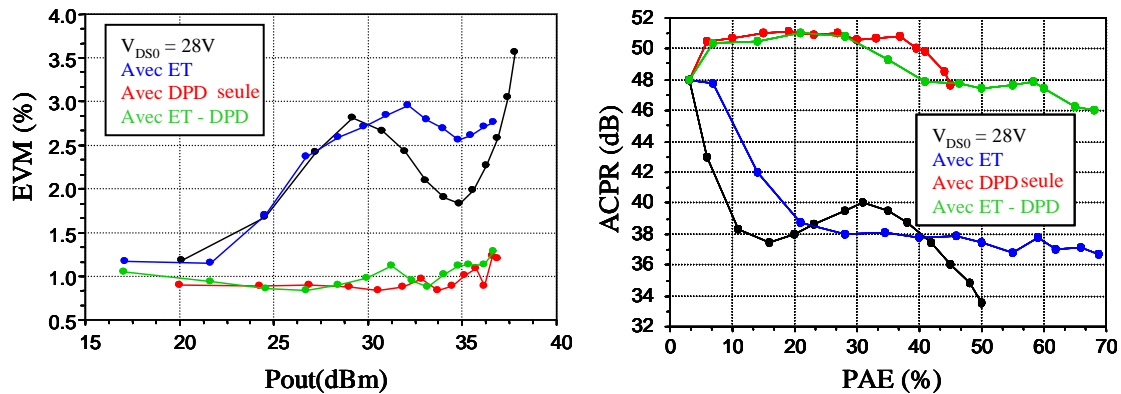 4.0
3.5
3.0
2.5
2.0
1.5
1.0
0.5
EVM (%)
V_DS0 = 28V
Avec ET
Avec DPD seule
Avec ET - DPD
15 20 25 30 35 40
Pout(dBm)
52
50
48
46
44
42
40
38
36
34
32
ACPR (dB)
V_DS0 = 28V
Avec ET
Avec DPD seule
Avec ET - DPD
0 10 20 30 40 50 60 70
PAE (%)